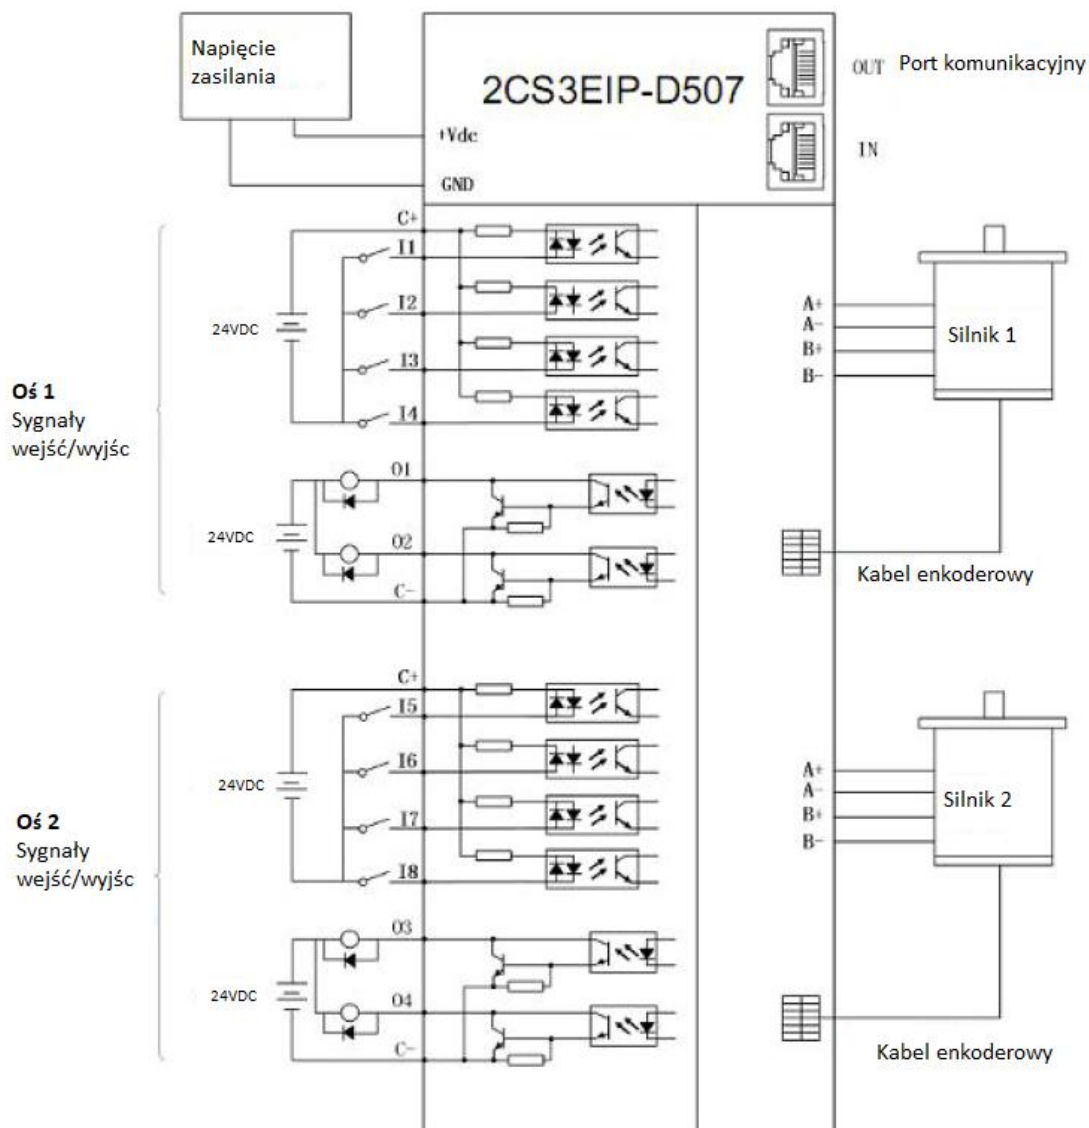 Napięcie
zasilania
2CS3EIP-D507
OUT
Port komunikacyjny
IN
+Vdc
GND
C+
I1
I2
24VDC
I3
I4
Oś 1
Sygnały
wejść/wyjśc
O1
24VDC
O2
C-
A+
A-
B+
B-
Silnik 1
Kabel enkoderowy
C+
I5
I6
24VDC
I7
I8
Oś 2
Sygnały
wejść/wyjśc
O3
24VDC
O4
C-
A+
A-
B+
B-
Silnik 2
Kabel enkoderowy